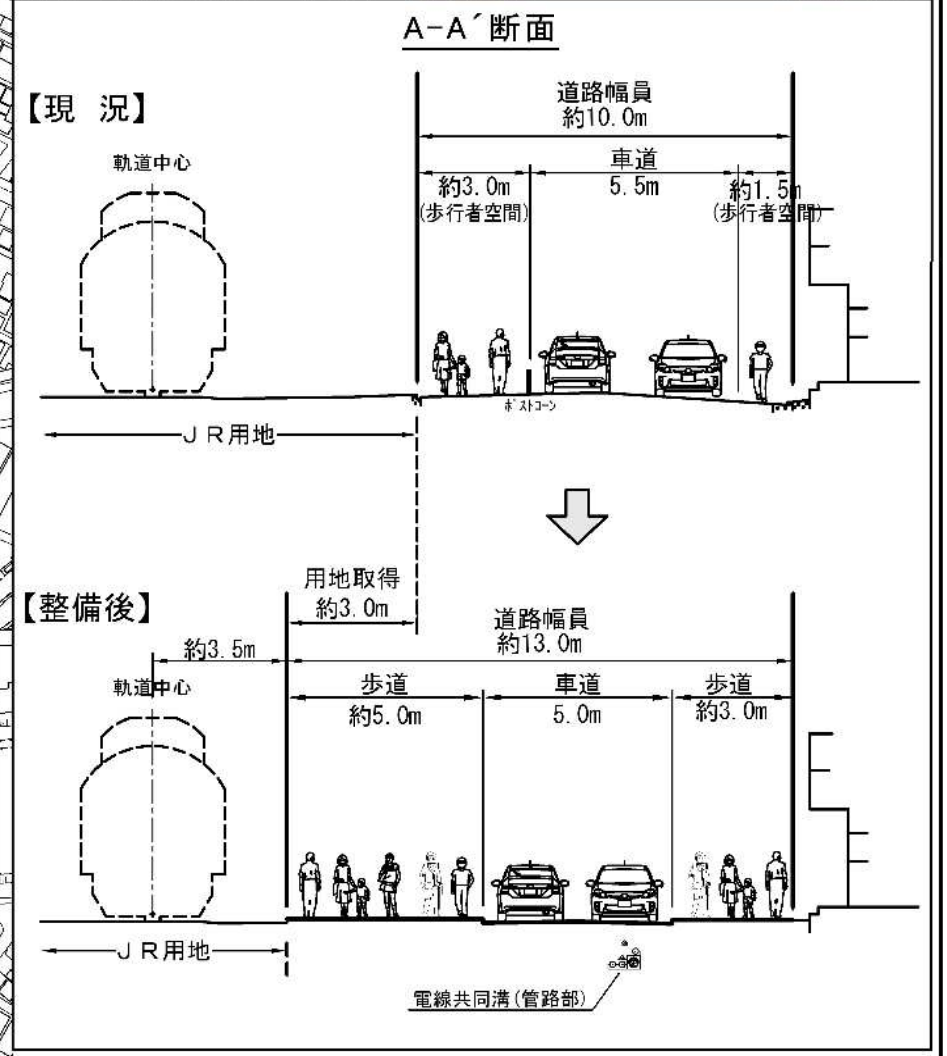 A-A´断面
【現　況】
道路幅員
約10.0m
軌道中心
車道
約3.0m
5.5m
約1.5m
(歩行者空間)
(歩行者空間)
ポストコーン
ＪＲ用地
用地取得
約3.0m
【整備後】
道路幅員
約13.0m
約3.5m
軌道中心
歩道
車道
歩道
約5.0m
5.0m
約3.0m
ＪＲ用地
電線共同溝(管路部)